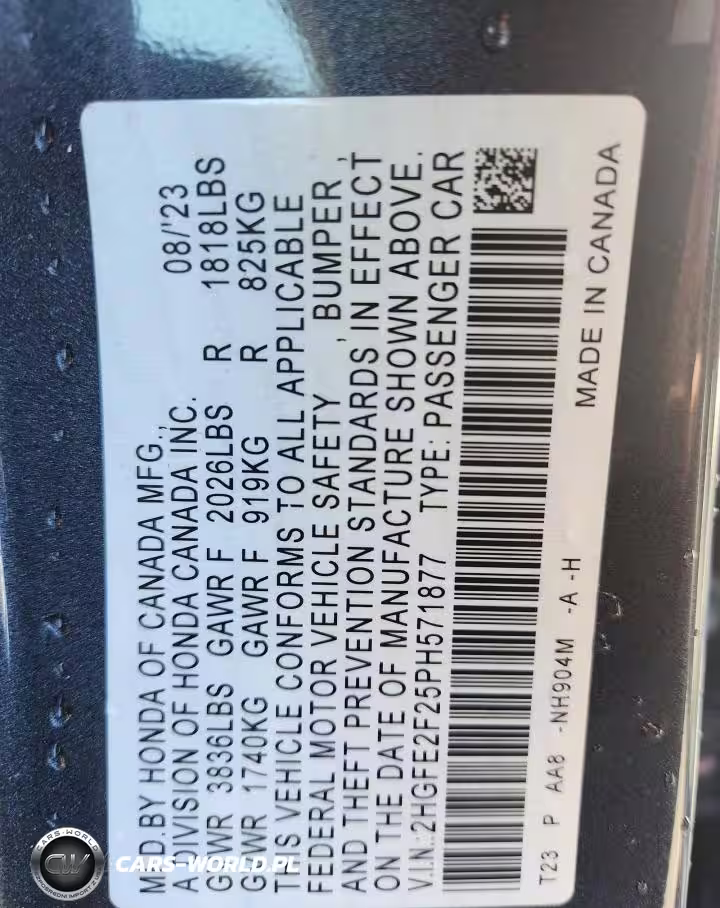 MFD.BY HONDA OF CANADA MFG.,
A DIVISION OF HONDA CANADA INC. 08/'23
GVWR 3836LBS GAWR F 2026LBS R 1818LBS
GVWR 1740KG GAWR F 919KG R 825KG
THIS VEHICLE CONFORMS TO ALL APPLICABLE
FEDERAL MOTOR VEHICLE SAFETY , BUMPER ,
AND THEFT PREVENTION STANDARDS IN EFFECT
ON THE DATE OF MANUFACTURE SHOWN ABOVE.
V.I.N.:2HGFE2F25PH571877 TYPE: PASSENGER CAR
T23 P AA8 -NH904M -A -H
MADE IN CANADA
CARS-WORLD
CW
CARS-WORLD.PL